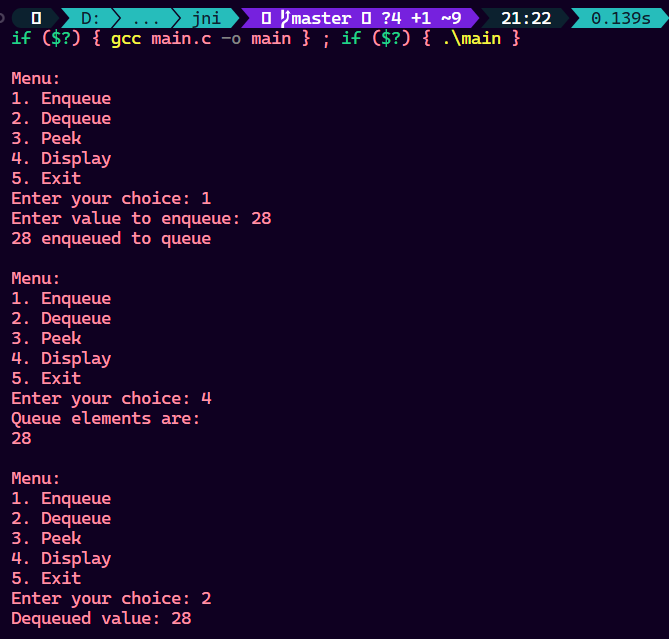 D: ... jni master ?4 +1 ~9 21:22 0.139s
if ($?) { gcc main.c -o main } ; if ($?) { .\main }
Menu:
1. Enqueue
2. Dequeue
3. Peek
4. Display
5. Exit
Enter your choice: 1
Enter value to enqueue: 28
28 enqueued to queue
Menu:
1. Enqueue
2. Dequeue
3. Peek
4. Display
5. Exit
Enter your choice: 4
Queue elements are:
28
Menu:
1. Enqueue
2. Dequeue
3. Peek
4. Display
5. Exit
Enter your choice: 2
Dequeued value: 28